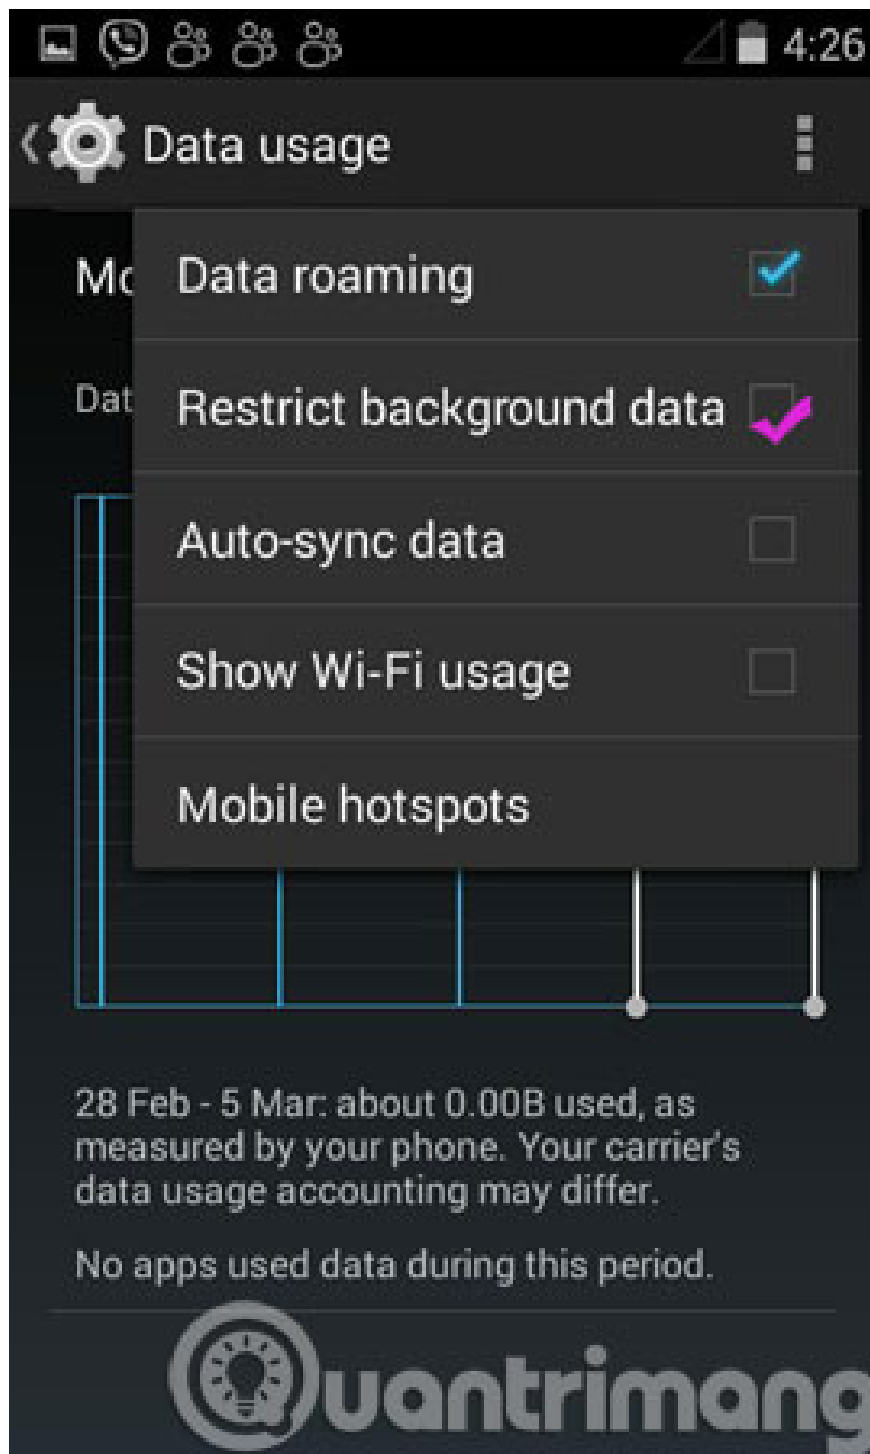 4:26
Data usage
Mo
Data roaming
Dat
Restrict background data
Auto-sync data
Show Wi-Fi usage
Mobile hotspots
28 Feb - 5 Mar: about 0.00B used, as
measured by your phone. Your carrier's
data usage accounting may differ.
No apps used data during this period.
Quantrimang